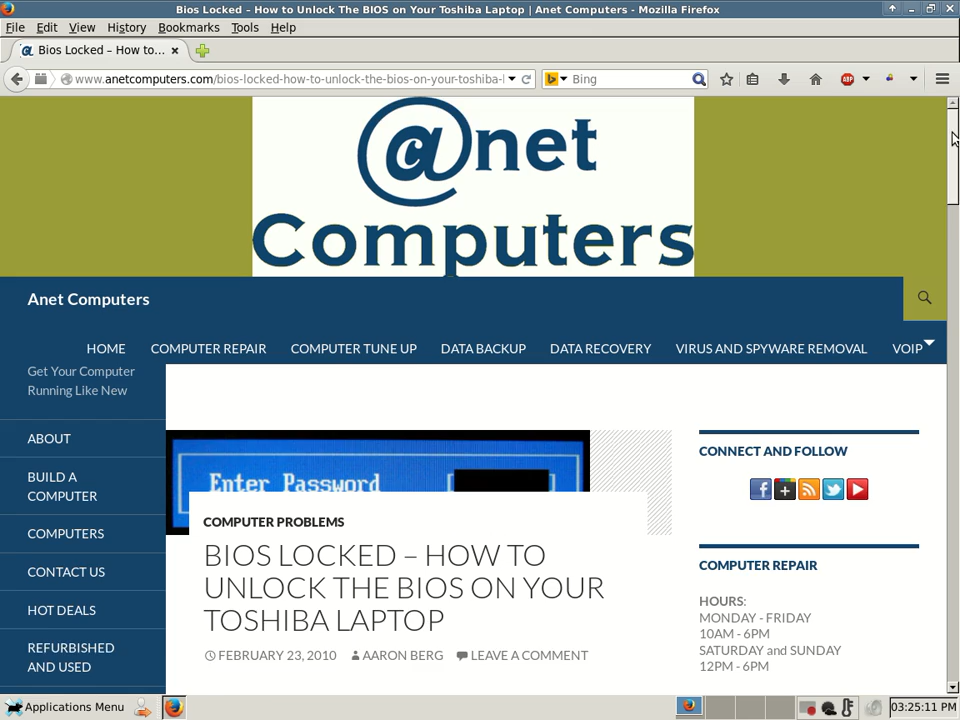 Bios Locked – How to Unlock The BIOS on Your Toshiba Laptop | Anet Computers - Mozilla Firefox
File Edit View History Bookmarks Tools Help
@ Bios Locked – How to...
www.anetcomputers.com/bios-locked-how-to-unlock-the-bios-on-your-toshiba-l
Bing
ABP
@net
Computers
Anet Computers
HOME COMPUTER REPAIR COMPUTER TUNE UP DATA BACKUP DATA RECOVERY VIRUS AND SPYWARE REMOVAL VOIP
Get Your Computer
Running Like New
ABOUT
BUILD A
COMPUTER
COMPUTERS
CONTACT US
HOT DEALS
REFURBISHED
AND USED
Enter Password [ ]
COMPUTER PROBLEMS
BIOS LOCKED – HOW TO
UNLOCK THE BIOS ON YOUR
TOSHIBA LAPTOP
FEBRUARY 23, 2010 AARON BERG LEAVE A COMMENT
CONNECT AND FOLLOW
COMPUTER REPAIR
HOURS:
MONDAY - FRIDAY
10AM - 6PM
SATURDAY and SUNDAY
12PM - 6PM
Applications Menu
03:25:11 PM